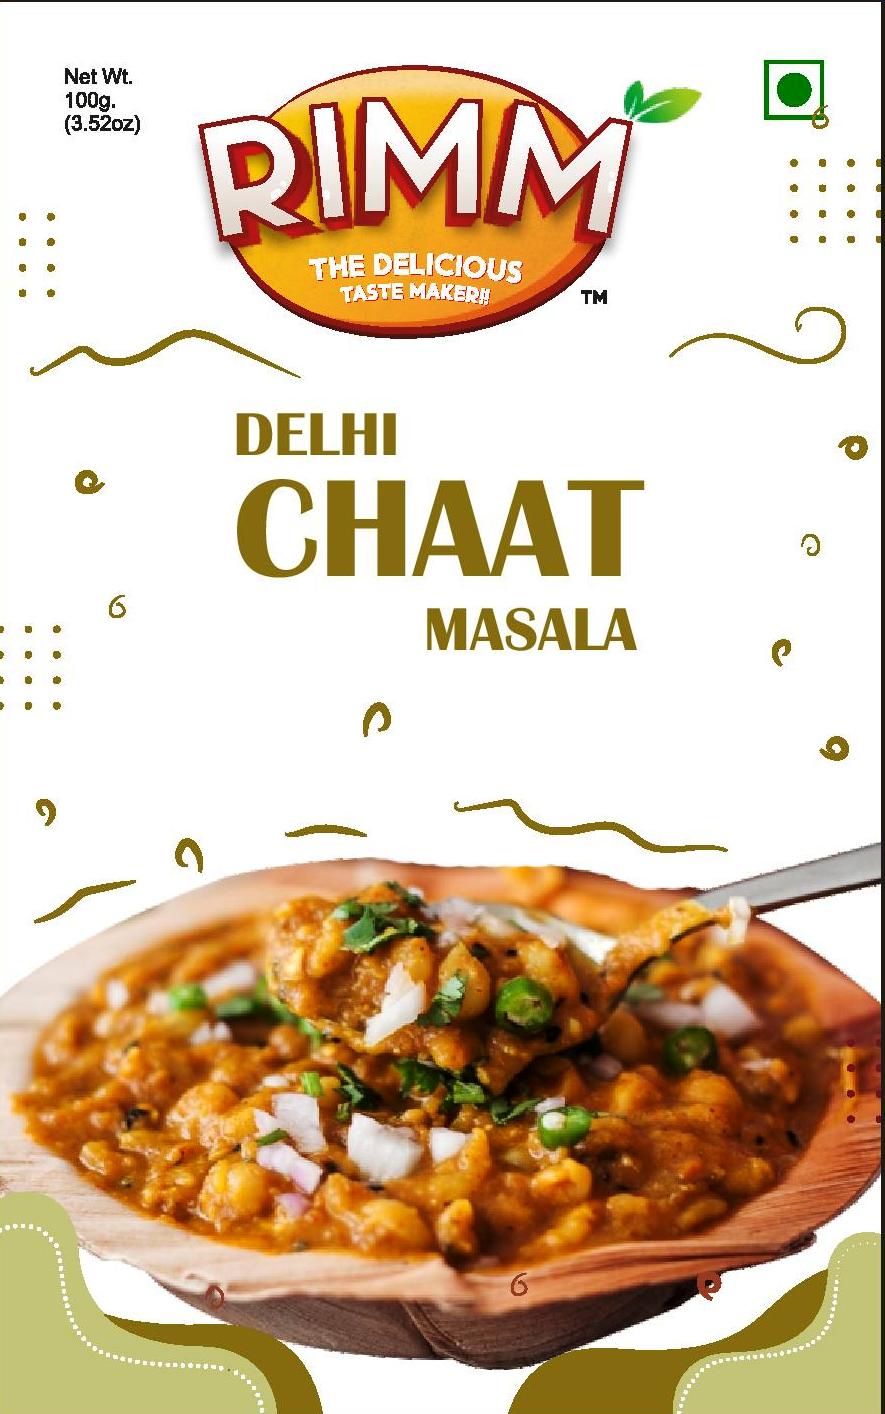 Net Wt.
100g.
(3.52oz)
RIMM
THE DELICIOUS
TASTE MAKER!!
TM
DELHI
CHAAT
MASALA